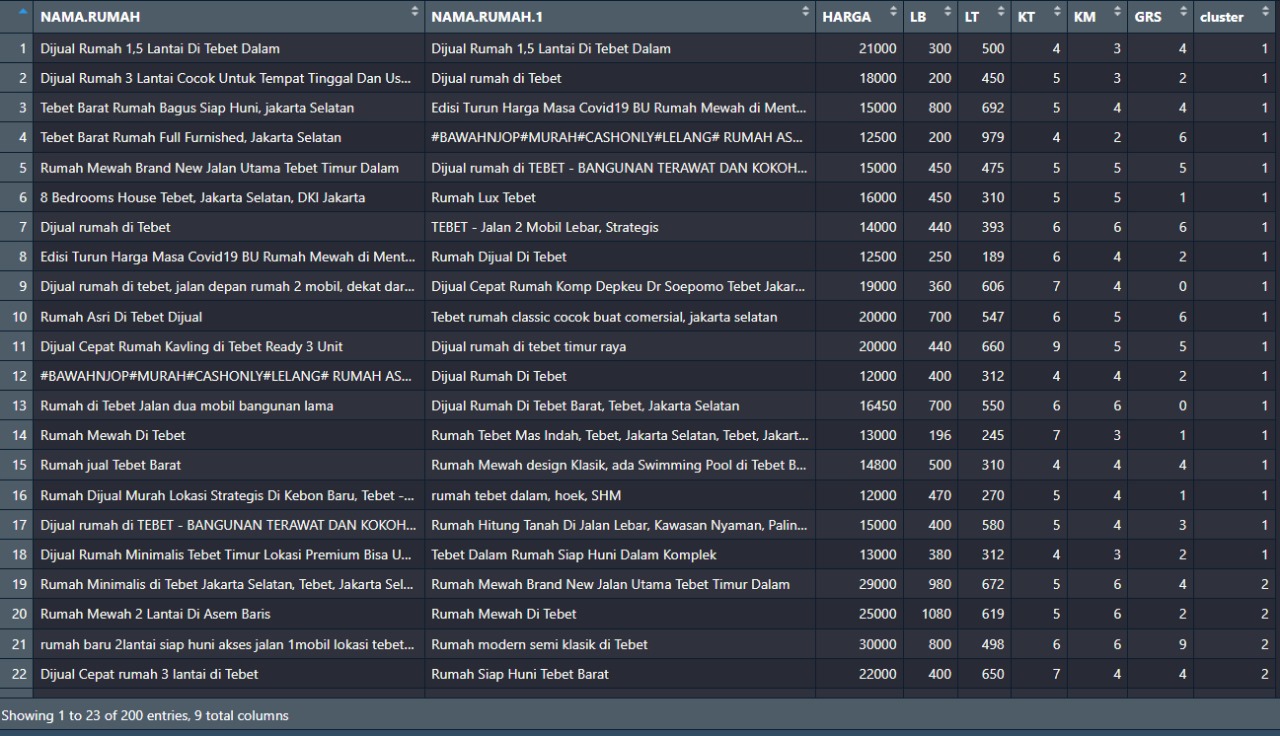 NAMA.RUMAH NAMA.RUMAH.1 HARGA LB LT KT KM GRS cluster
1 Dijual Rumah 1,5 Lantai Di Tebet Dalam Dijual Rumah 1,5 Lantai Di Tebet Dalam 21000 300 500 4 3 4 1
2 Dijual Rumah 3 Lantai Cocok Untuk Tempat Tinggal Dan Us... Dijual rumah di Tebet 18000 200 450 5 3 2 1
3 Tebet Barat Rumah Bagus Siap Huni, jakarta Selatan Edisi Turun Harga Masa Covid19 BU Rumah Mewah di Ment... 15000 800 692 5 4 4 1
4 Tebet Barat Rumah Full Furnished, Jakarta Selatan #BAWAHNJOP#MURAH#CASHONLY#LELANG# RUMAH AS... 12500 200 979 4 2 6 1
5 Rumah Mewah Brand New Jalan Utama Tebet Timur Dalam Dijual rumah di TEBET - BANGUNAN TERAWAT DAN KOKOH... 15000 450 475 5 5 5 1
6 8 Bedrooms House Tebet, Jakarta Selatan, DKI Jakarta Rumah Lux Tebet 16000 450 310 5 5 1 1
7 Dijual rumah di Tebet TEBET - Jalan 2 Mobil Lebar, Strategis 14000 440 393 6 6 6 1
8 Edisi Turun Harga Masa Covid19 BU Rumah Mewah di Ment... Rumah Dijual Di Tebet 12500 250 189 6 4 2 1
9 Dijual rumah di tebet, jalan depan rumah 2 mobil, dekat dar... Dijual Cepat Rumah Komp Depkeu Dr Soepomo Tebet Jakar... 19000 360 606 7 4 0 1
10 Rumah Asri Di Tebet Dijual Tebet rumah classic cocok buat comersial, jakarta selatan 20000 700 547 6 5 6 1
11 Dijual Cepat Rumah Kavling di Tebet Ready 3 Unit Dijual rumah di tebet timur raya 20000 440 660 9 5 5 1
12 #BAWAHNJOP#MURAH#CASHONLY#LELANG# RUMAH AS... Dijual Rumah Di Tebet 12000 400 312 4 4 2 1
13 Rumah di Tebet Jalan dua mobil bangunan lama Dijual Rumah Di Tebet Barat, Tebet, Jakarta Selatan 16450 700 550 6 6 0 1
14 Rumah Mewah Di Tebet Rumah Tebet Mas Indah, Tebet, Jakarta Selatan, Tebet, Jakart... 13000 196 245 7 3 1 1
15 Rumah jual Tebet Barat Rumah Mewah design Klasik, ada Swimming Pool di Tebet B... 14800 500 310 4 4 4 1
16 Rumah Dijual Murah Lokasi Strategis Di Kebon Baru, Tebet -... rumah tebet dalam, hoek, SHM 12000 470 270 5 4 1 1
17 Dijual rumah di TEBET - BANGUNAN TERAWAT DAN KOKOH... Rumah Hitung Tanah Di Jalan Lebar, Kawasan Nyaman, Palin... 15000 400 580 5 4 3 1
18 Dijual Rumah Minimalis Tebet Timur Lokasi Premium Bisa U... Tebet Dalam Rumah Siap Huni Dalam Komplek 13000 380 312 4 3 2 1
19 Rumah Minimalis di Tebet Jakarta Selatan, Tebet, Jakarta Sel... Rumah Mewah Brand New Jalan Utama Tebet Timur Dalam 29000 980 672 5 6 4 2
20 Rumah Mewah 2 Lantai Di Asem Baris Rumah Mewah Di Tebet 25000 1080 619 5 6 2 2
21 rumah baru 2lantai siap huni akses jalan 1mobil lokasi tebet... Rumah modern semi klasik di Tebet 30000 800 498 6 6 9 2
22 Dijual Cepat rumah 3 lantai di Tebet Rumah Siap Huni Tebet Barat 22000 400 650 7 4 4 2
Showing 1 to 23 of 200 entries, 9 total columns